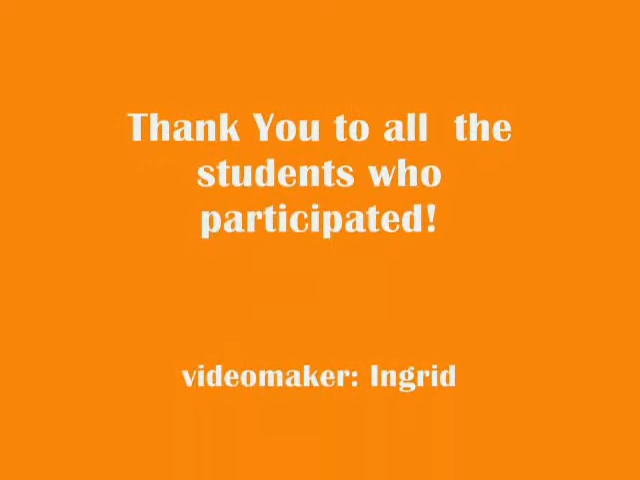 Thank You to all  the
students who
participated!
videomaker: Ingrid